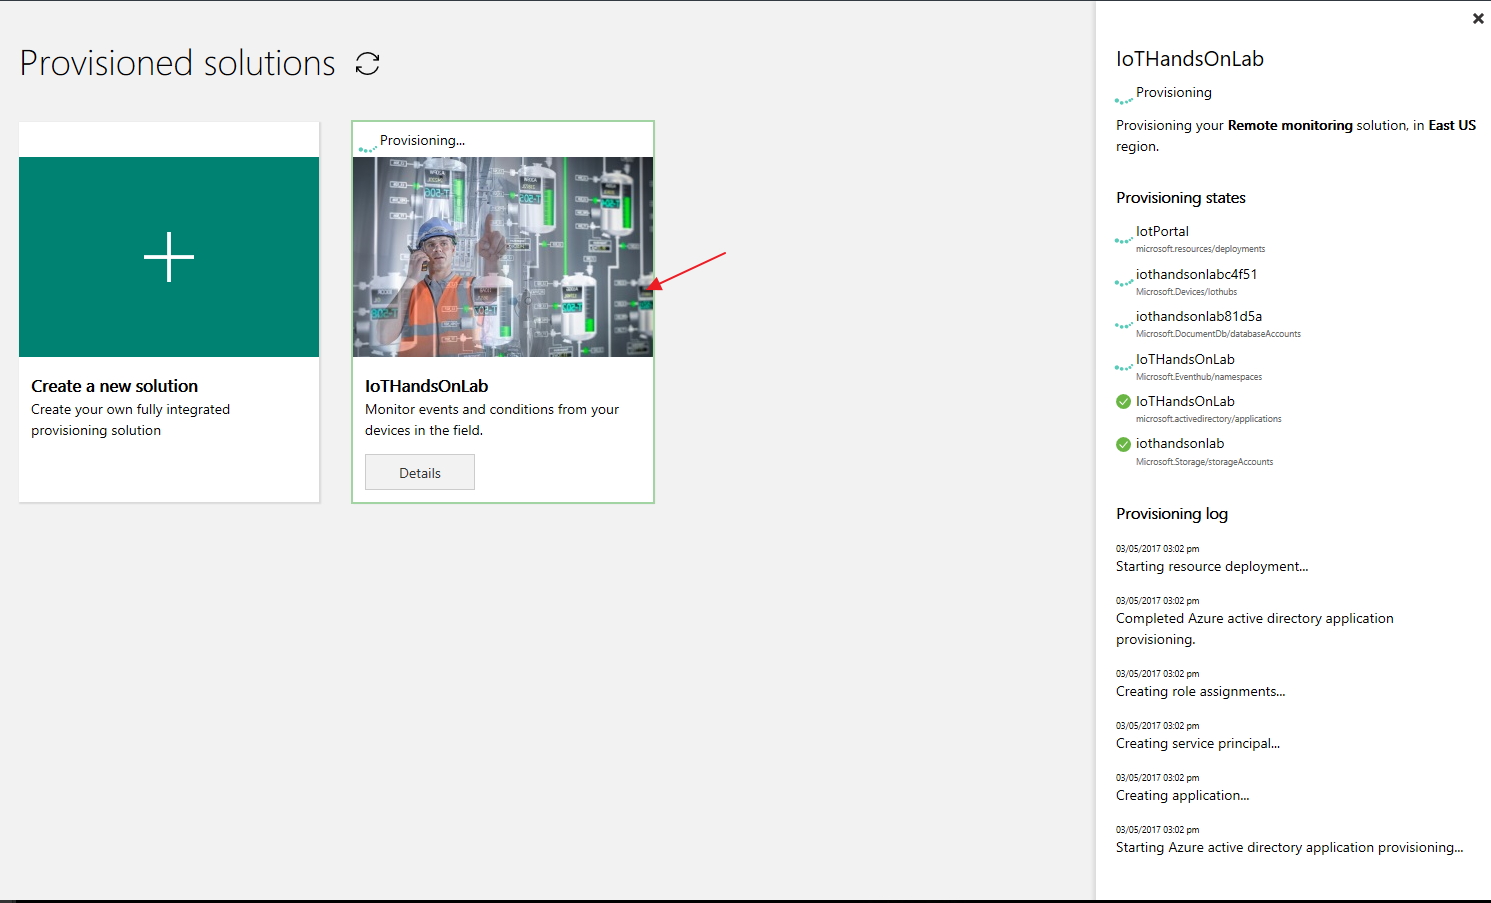 Provisioned solutions
Create a new solution
Create your own fully integrated
provisioning solution
Provisioning...
IoTHandsOnLab
Monitor events and conditions from your
devices in the field.
Details
IoTHandsOnLab
Provisioning
Provisioning your Remote monitoring solution, in East US
region.
Provisioning states
IotPortal
microsoft.resources/deployments
iothandsonlabc4f51
Microsoft.Devices/Iothubs
iothandsonlab81d5a
Microsoft.DocumentDb/databaseAccounts
IoTHandsOnLab
Microsoft.Eventhub/namespaces
IoTHandsOnLab
microsoft.activedirectory/applications
iothandsonlab
Microsoft.Storage/storageAccounts
Provisioning log
03/05/2017 03:02 pm
Starting resource deployment...
03/05/2017 03:02 pm
Completed Azure active directory application
provisioning.
03/05/2017 03:02 pm
Creating role assignments...
03/05/2017 03:02 pm
Creating service principal...
03/05/2017 03:02 pm
Creating application...
03/05/2017 03:02 pm
Starting Azure active directory application provisioning...